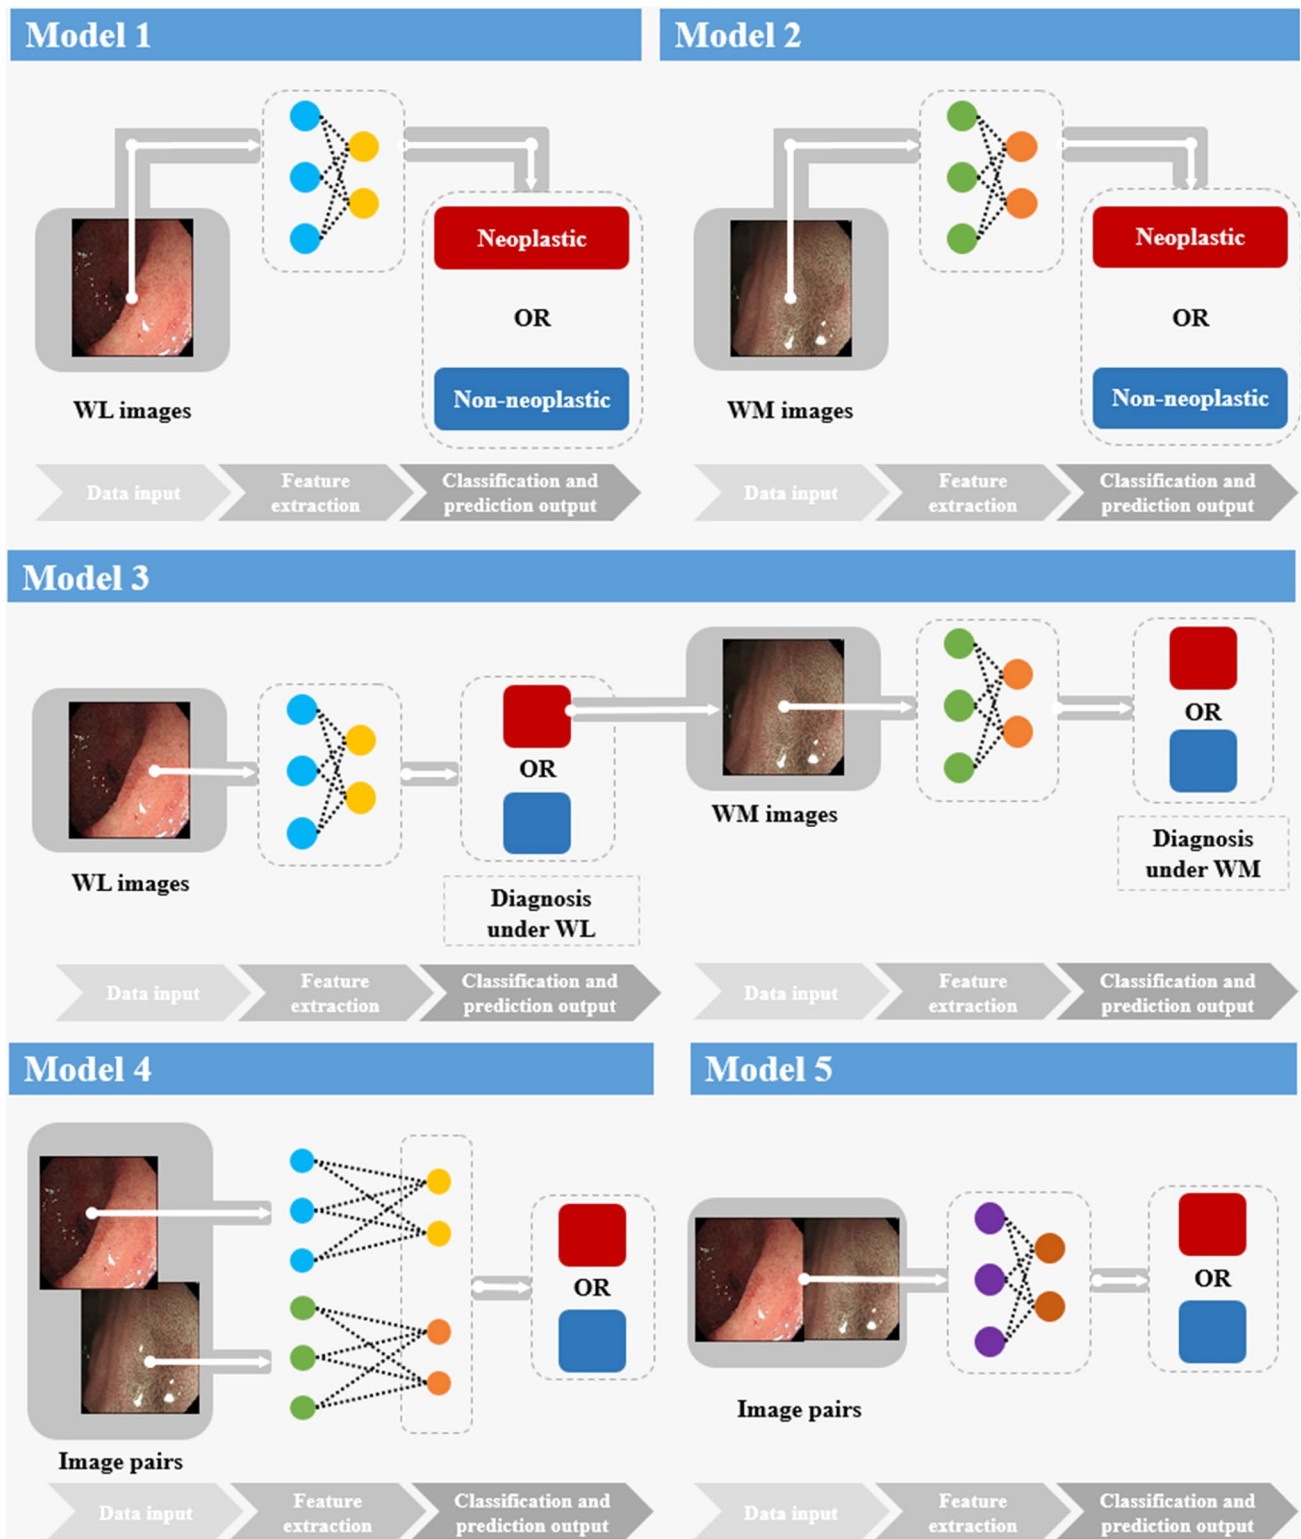 Model 1
Neoplastic
OR
Non-neoplastic
WL images
Data input
Feature
extraction
Classification and
prediction output
Model 2
Neoplastic
OR
Non-neoplastic
WM images
Data input
Feature
extraction
Classification and
prediction output
Model 3
WL images
OR
Diagnosis
under WL
WM images
OR
Diagnosis
under WM
Data input
Feature
extraction
Classification and
prediction output
Data input
Feature
extraction
Classification and
prediction output
Model 4
OR
Image pairs
Data input
Feature
extraction
Classification and
prediction output
Model 5
OR
Image pairs
Data input
Feature
extraction
Classification and
prediction output